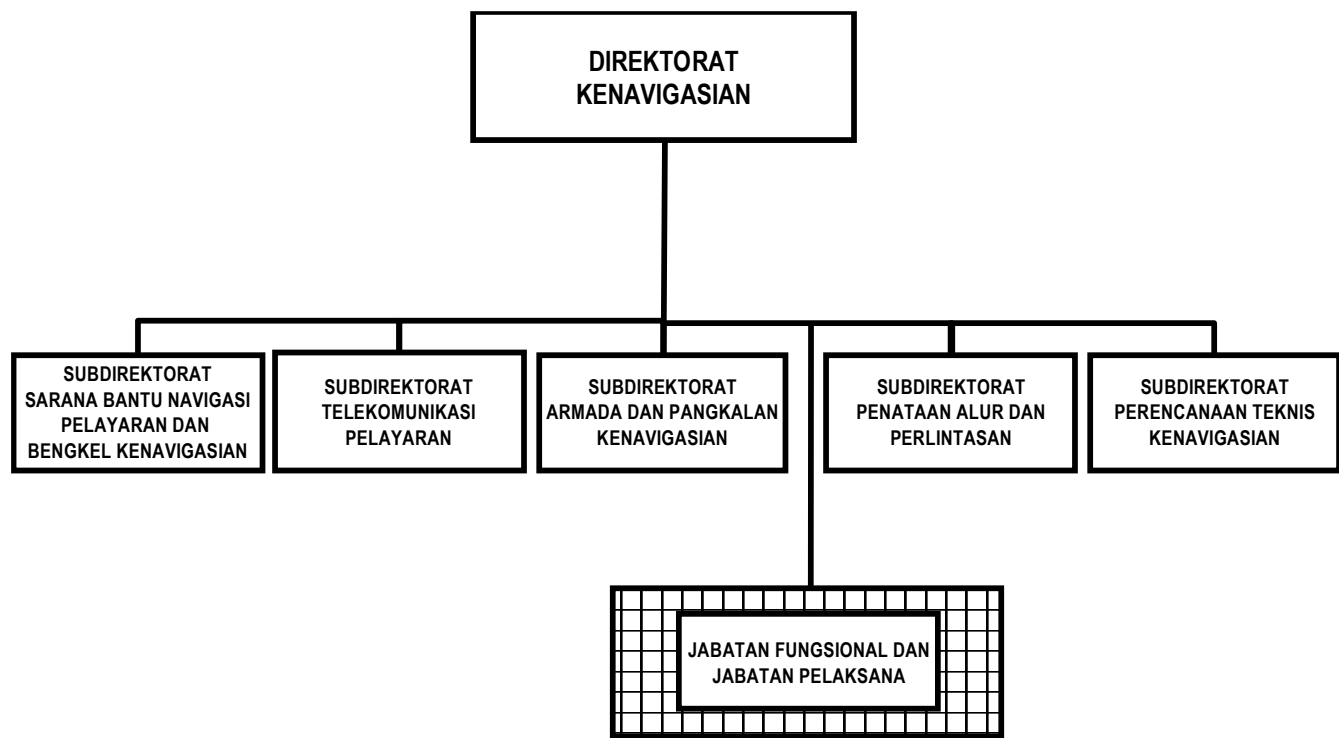 DIREKTORAT
KENAVIGASIAN
SUBDIREKTORAT
SARANA BANTU NAVIGASI
PELAYARAN DAN
BENGKEL KENAVIGASIAN
SUBDIREKTORAT
TELEKOMUNIKASI
PELAYARAN
SUBDIREKTORAT
ARMADA DAN PANGKALAN
KENAVIGASIAN
SUBDIREKTORAT
PENATAAN ALUR DAN
PERLINTASAN
SUBDIREKTORAT
PERENCANAAN TEKNIS
KENAVIGASIAN
JABATAN FUNGSIONAL DAN
JABATAN PELAKSANA